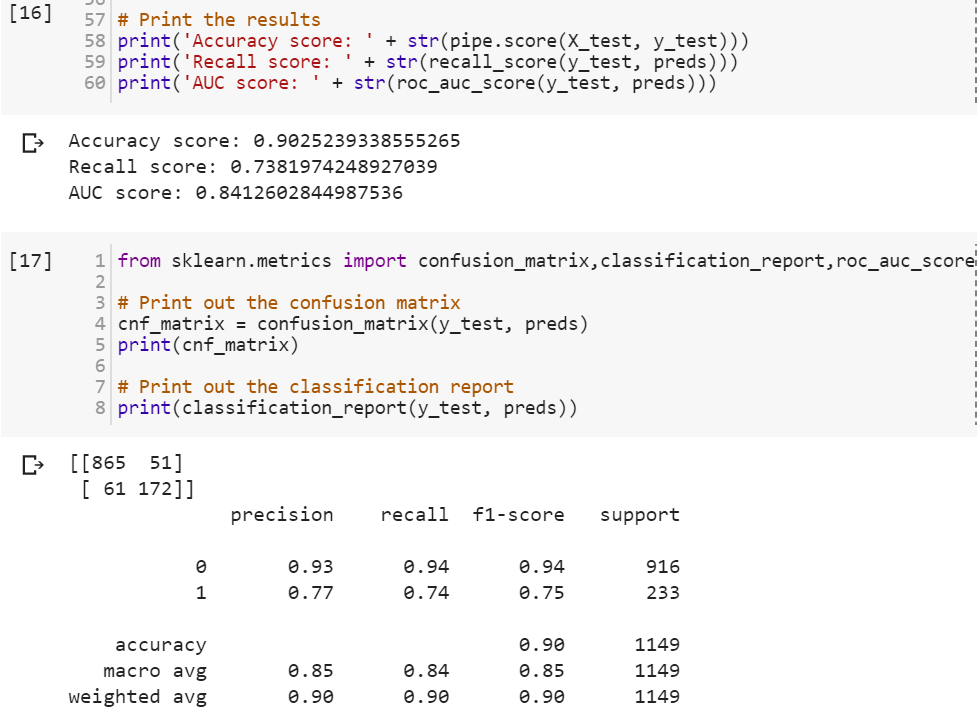 [16]
57 # Print the results
58 print('Accuracy score: ' + str(pipe.score(X_test, y_test)))
59 print('Recall score: ' + str(recall_score(y_test, preds)))
60 print('AUC score: ' + str(roc_auc_score(y_test, preds)))
Accuracy score: 0.9025239338555265
Recall score: 0.7381974248927039
AUC score: 0.8412602844987536
[17] 1 from sklearn.metrics import confusion_matrix,classification_report,roc_auc_score
2
3 # Print out the confusion matrix
4 cnf_matrix = confusion_matrix(y_test, preds)
5 print(cnf_matrix)
6
7 # Print out the classification report
8 print(classification_report(y_test, preds))
[[865  51]
 [ 61 172]]
              precision    recall  f1-score   support
           0       0.93      0.94      0.94       916
           1       0.77      0.74      0.75       233
    accuracy                           0.90      1149
   macro avg       0.85      0.84      0.85      1149
weighted avg       0.90      0.90      0.90      1149